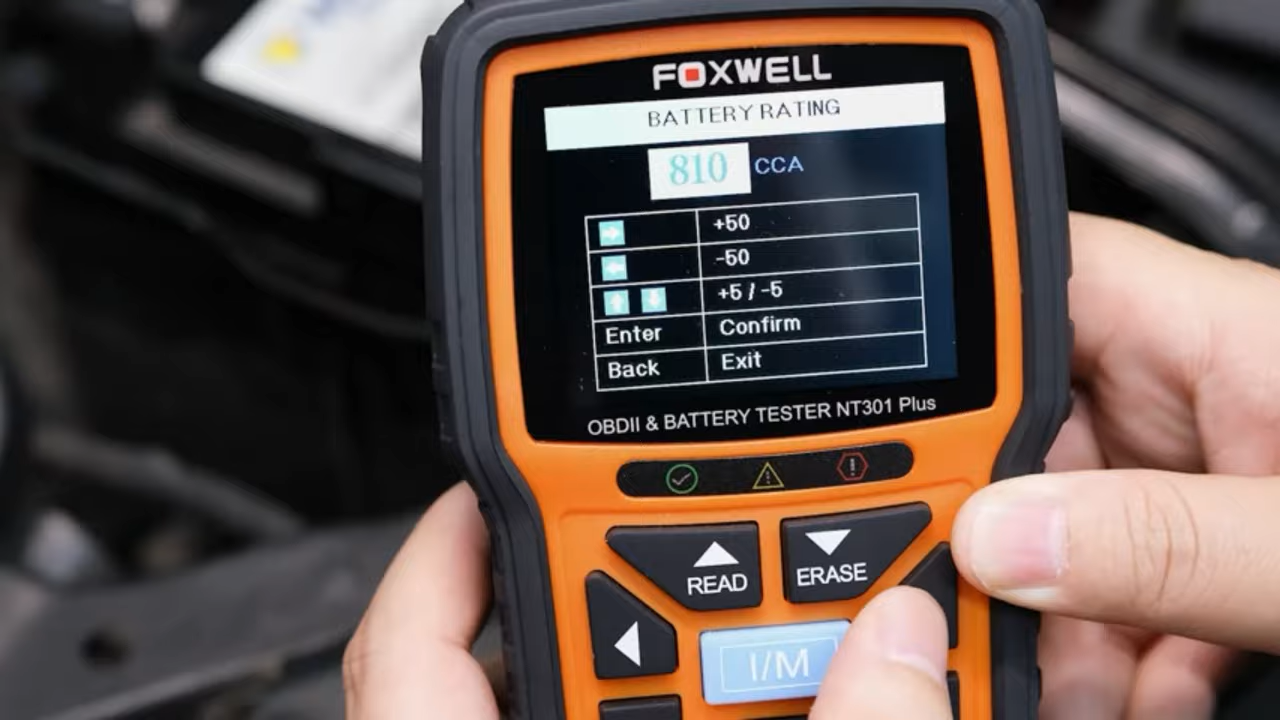 FOXWELL
BATTERY RATING
810 CCA
+50
-50
+5 / -5
Enter Confirm
Back Exit
OBDII & BATTERY TESTER NT301 Plus
READ ERASE
I/M